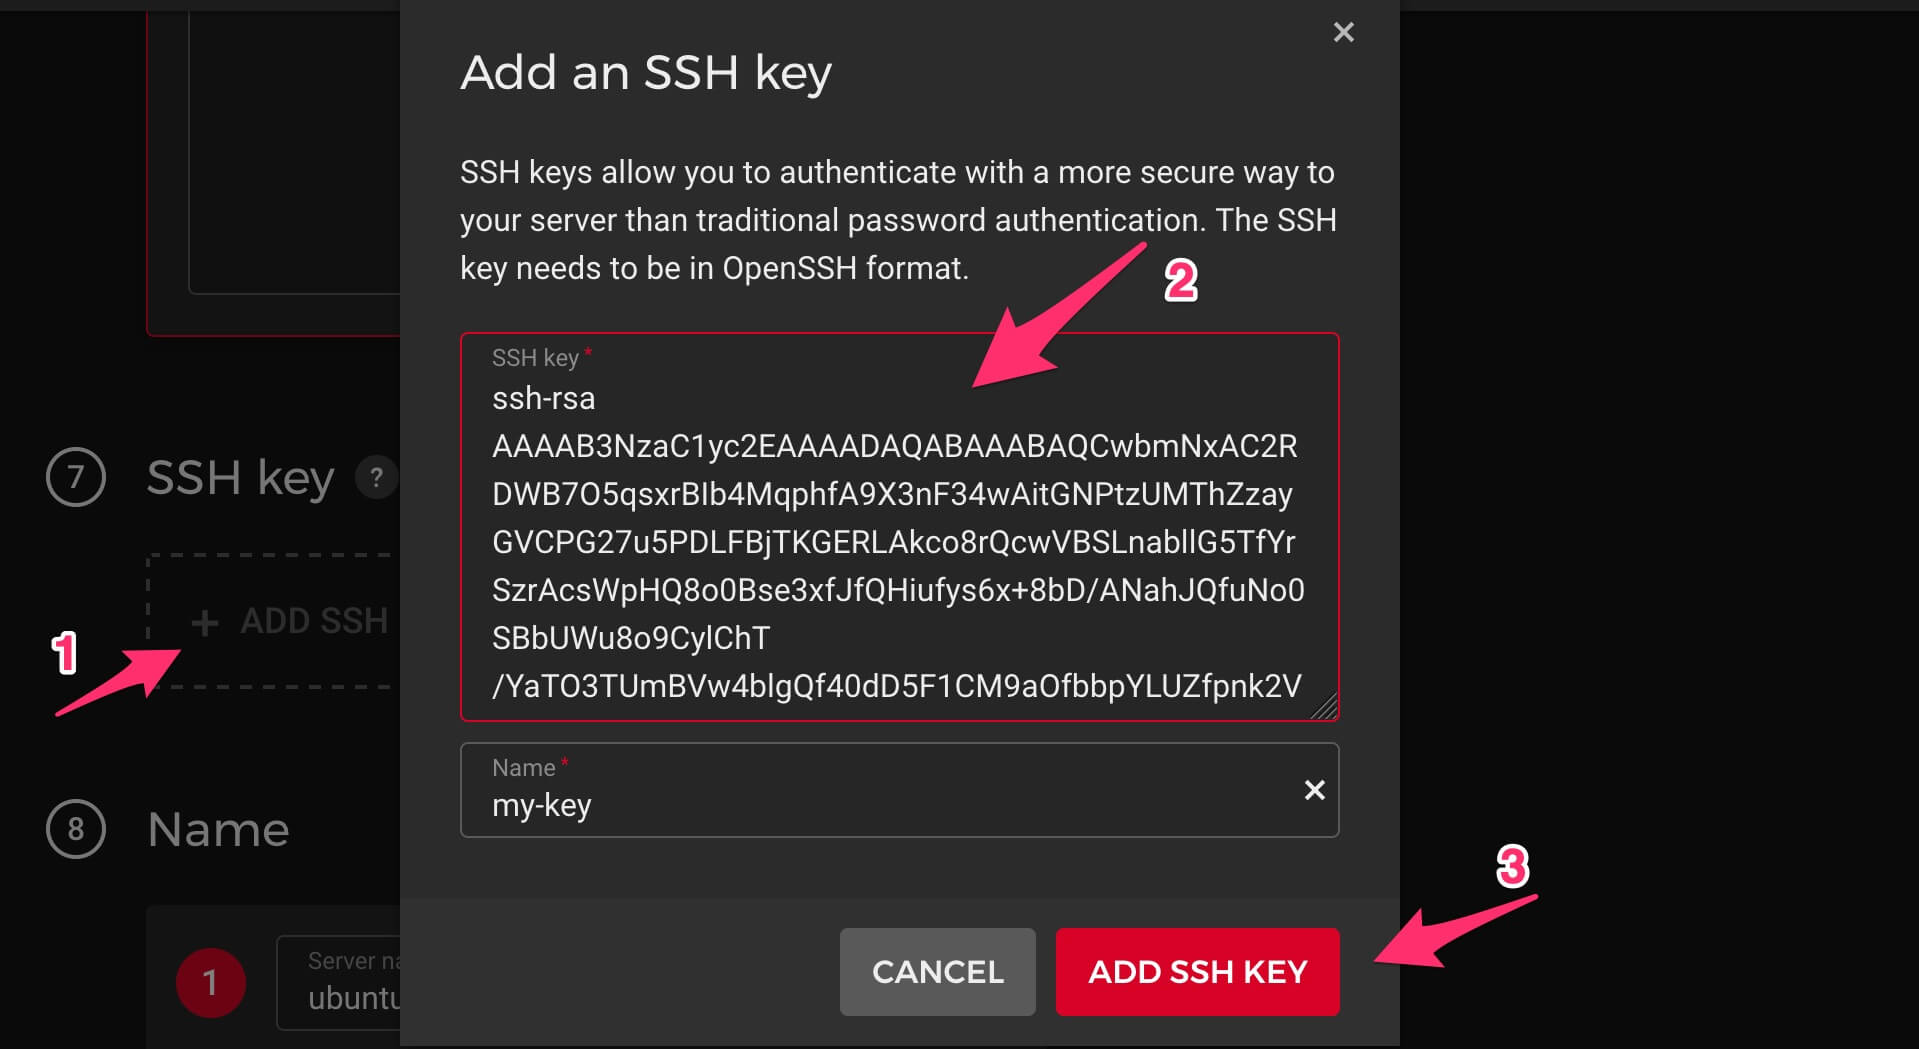 ×
Add an SSH key
SSH keys allow you to authenticate with a more secure way to
your server than traditional password authentication. The SSH
key needs to be in OpenSSH format.
2
SSH key *
ssh-rsa
AAAAB3NzaC1yc2EAAAADAQABAAABAQCwbmNxAC2R
DWB7O5qsxrBIb4MqphfA9X3nF34wAitGNPtzUMThZzay
GVCPG27u5PDLFBjTKGERLAkco8rQcwVBSLnabllG5TfYr
SzrAcsWpHQ8o0Bse3xfJfQHiufys6x+8bD/ANahJQfuNo0
SBbUWu8o9CylChT
/YaTO3TUmBVw4blgQf40dD5F1CM9aOfbbpYLUZfpnk2V
Name *
my-key
×
3
CANCEL
ADD SSH KEY
7
SSH key
?
+ ADD SSH
1
8
Name
1
Server na
ubuntu